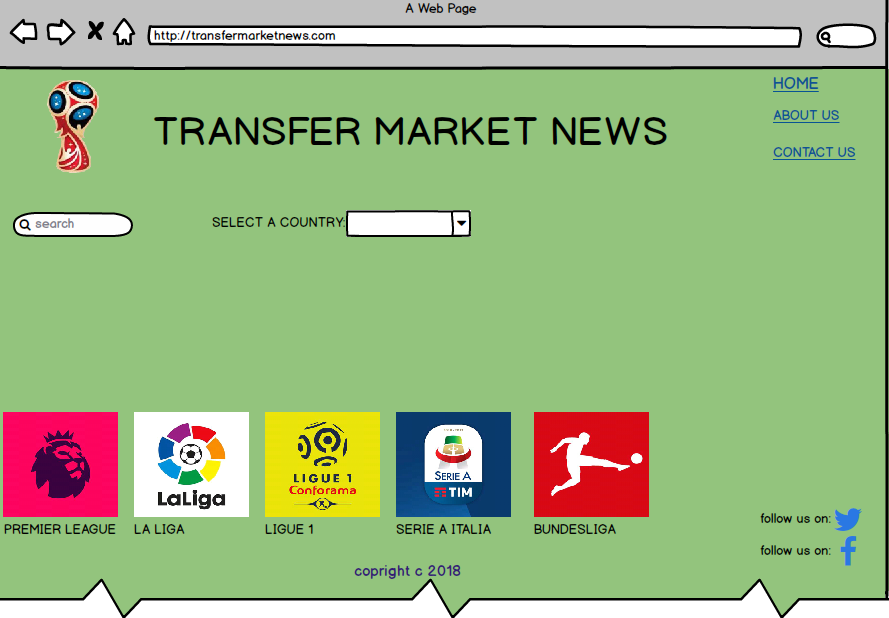 A Web Page
http://transfermarketnews.com
HOME
TRANSFER MARKET NEWS
ABOUT US
CONTACT US
search
SELECT A COUNTRY:
LaLiga
LIGUE 1
Conforama
SERIE A
TIM
PREMIER LEAGUE
LA LIGA
LIGUE 1
SERIE A ITALIA
BUNDESLIGA
follow us on:
follow us on:
copright c 2018